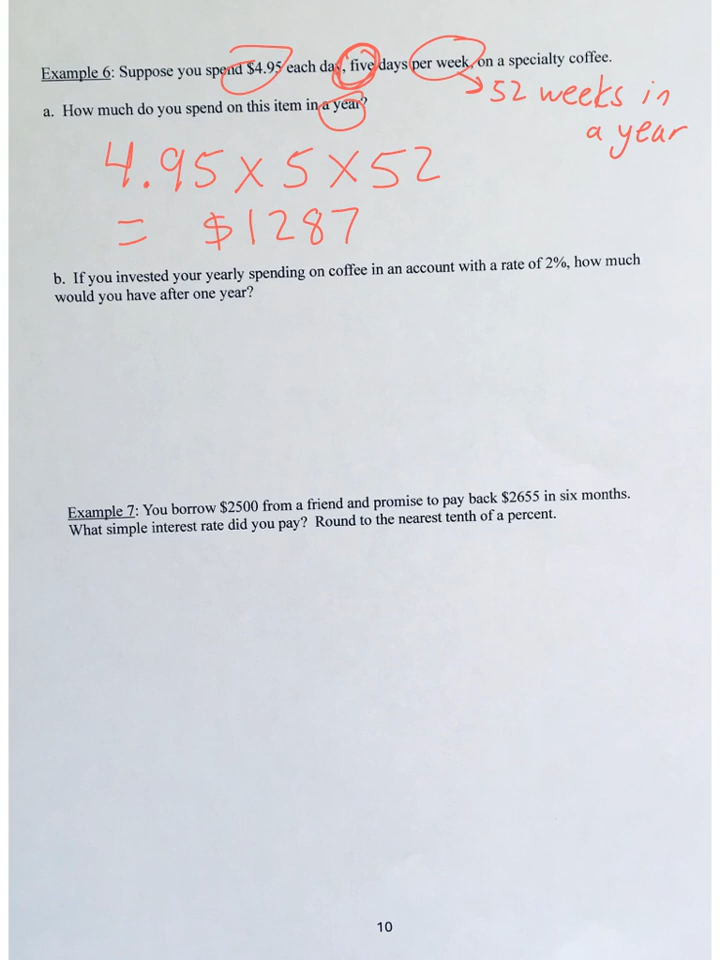 Example 6: Suppose you spend $4.95 each day, five days per week, on a specialty coffee.
52 weeks in
a year
a. How much do you spend on this item in a year?
4.95 x 5 x 52
= $1287
b. If you invested your yearly spending on coffee in an account with a rate of 2%, how much
would you have after one year?
Example 7: You borrow $2500 from a friend and promise to pay back $2655 in six months.
What simple interest rate did you pay? Round to the nearest tenth of a percent.
10